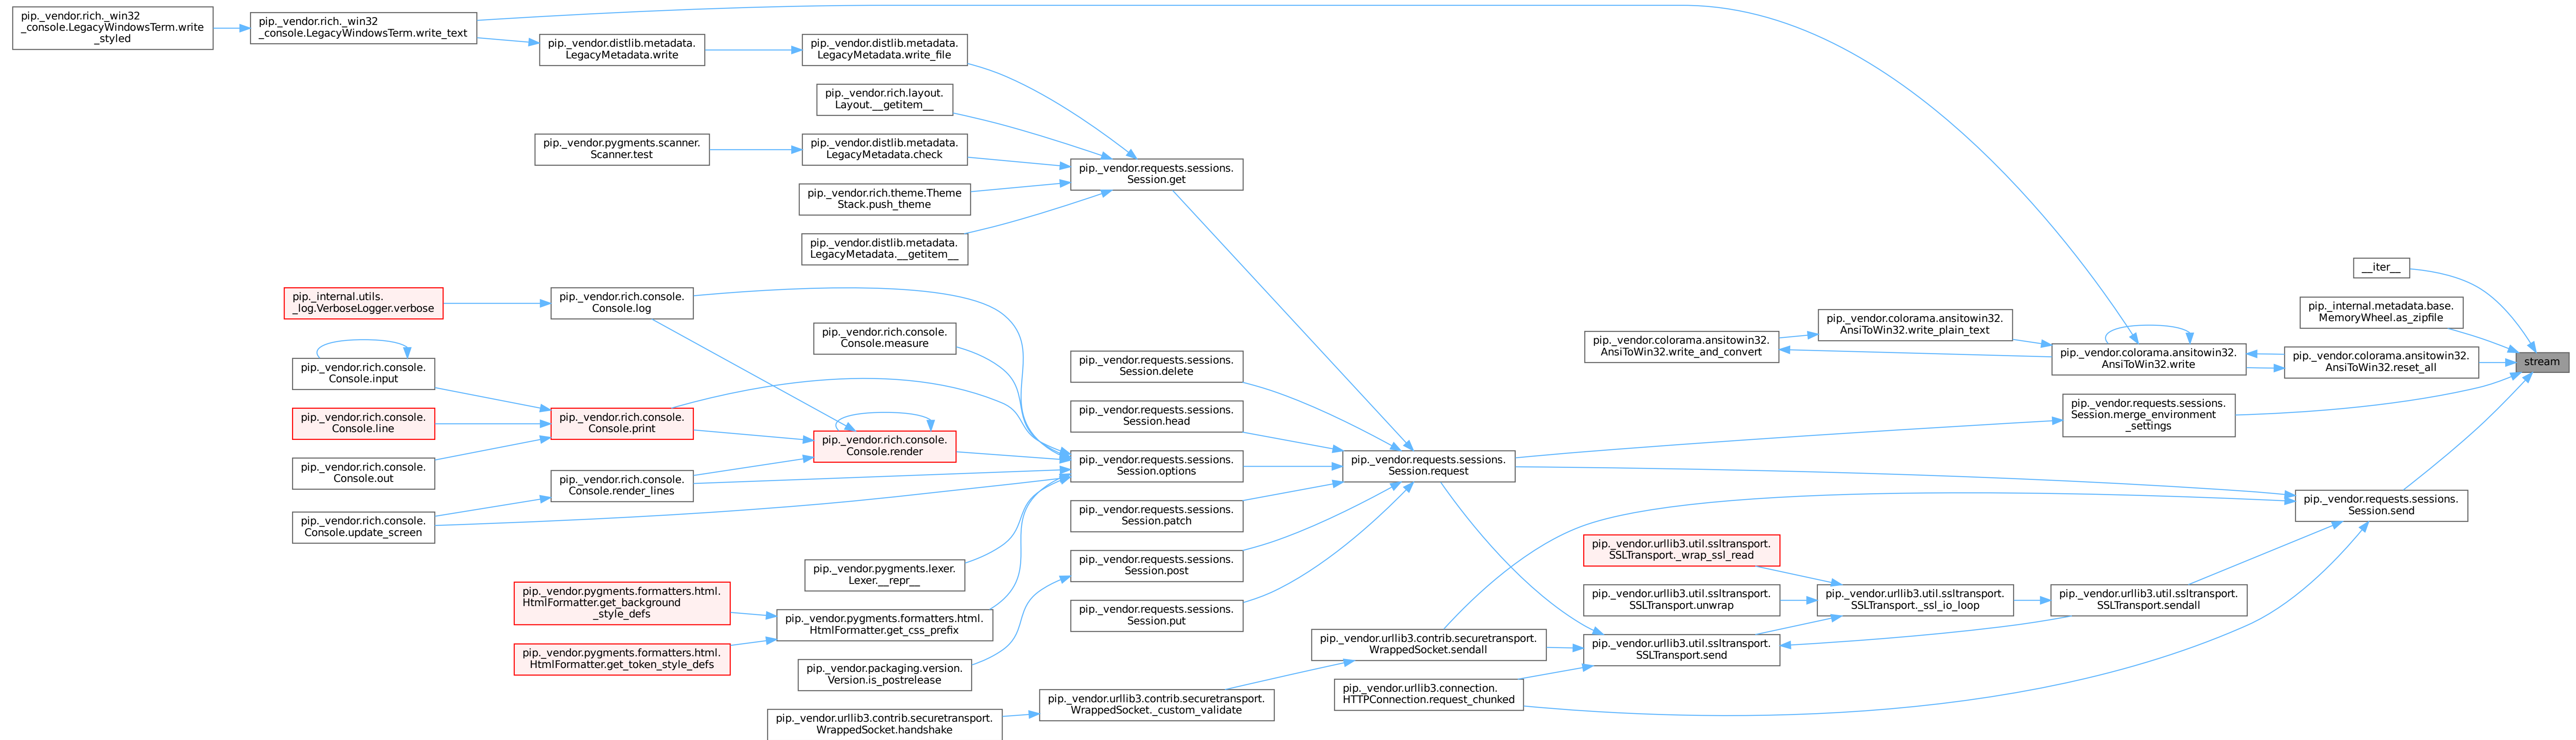 pip._vendor.rich._win32
_console.LegacyWindowsTerm.write
_styled
pip._vendor.rich._win32
_console.LegacyWindowsTerm.write_text
pip._vendor.distlib.metadata.
LegacyMetadata.write
pip._vendor.distlib.metadata.
LegacyMetadata.write_file
pip._vendor.rich.layout.
Layout.__getitem__
pip._vendor.pygments.scanner.
Scanner.test
pip._vendor.distlib.metadata.
LegacyMetadata.check
pip._vendor.requests.sessions.
Session.get
pip._vendor.rich.theme.Theme
Stack.push_theme
pip._vendor.distlib.metadata.
LegacyMetadata.__getitem__
__iter__
pip._internal.utils.
_log.VerboseLogger.verbose
pip._vendor.rich.console.
Console.log
pip._internal.metadata.base.
MemoryWheel.as_zipfile
pip._vendor.rich.console.
Console.measure
pip._vendor.colorama.ansitowin32.
AnsiToWin32.write_plain_text
pip._vendor.colorama.ansitowin32.
AnsiToWin32.write_and_convert
pip._vendor.colorama.ansitowin32.
AnsiToWin32.write
pip._vendor.colorama.ansitowin32.
AnsiToWin32.reset_all
stream
pip._vendor.rich.console.
Console.input
pip._vendor.requests.sessions.
Session.delete
pip._vendor.rich.console.
Console.line
pip._vendor.rich.console.
Console.print
pip._vendor.requests.sessions.
Session.head
pip._vendor.requests.sessions.
Session.merge_environment
_settings
pip._vendor.rich.console.
Console.render
pip._vendor.rich.console.
Console.out
pip._vendor.requests.sessions.
Session.options
pip._vendor.requests.sessions.
Session.request
pip._vendor.rich.console.
Console.render_lines
pip._vendor.requests.sessions.
Session.send
pip._vendor.rich.console.
Console.update_screen
pip._vendor.requests.sessions.
Session.patch
pip._vendor.urllib3.util.ssltransport.
SSLTransport._wrap_ssl_read
pip._vendor.pygments.lexer.
Lexer.__repr__
pip._vendor.requests.sessions.
Session.post
pip._vendor.pygments.formatters.html.
HtmlFormatter.get_background
_style_defs
pip._vendor.urllib3.util.ssltransport.
SSLTransport.unwrap
pip._vendor.urllib3.util.ssltransport.
SSLTransport._ssl_io_loop
pip._vendor.urllib3.util.ssltransport.
SSLTransport.sendall
pip._vendor.pygments.formatters.html.
HtmlFormatter.get_css_prefix
pip._vendor.requests.sessions.
Session.put
pip._vendor.pygments.formatters.html.
HtmlFormatter.get_token_style_defs
pip._vendor.urllib3.contrib.securetransport.
WrappedSocket.sendall
pip._vendor.urllib3.util.ssltransport.
SSLTransport.send
pip._vendor.packaging.version.
Version.is_postrelease
pip._vendor.urllib3.connection.
HTTPConnection.request_chunked
pip._vendor.urllib3.contrib.securetransport.
WrappedSocket._custom_validate
pip._vendor.urllib3.contrib.securetransport.
WrappedSocket.handshake